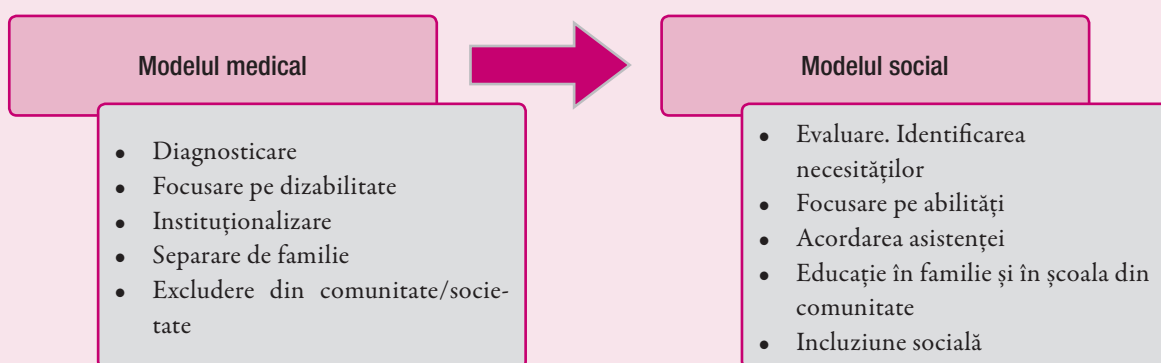 Modelul medical
• Diagnosticare
• Focusare pe dizabilitate
• Instituționalizare
• Separare de familie
• Excludere din comunitate/socie-
tate
Modelul social
• Evaluare. Identificarea
necesităților
• Focusare pe abilități
• Acordarea asistenței
• Educație în familie și în școala din
comunitate
• Incluziune socială